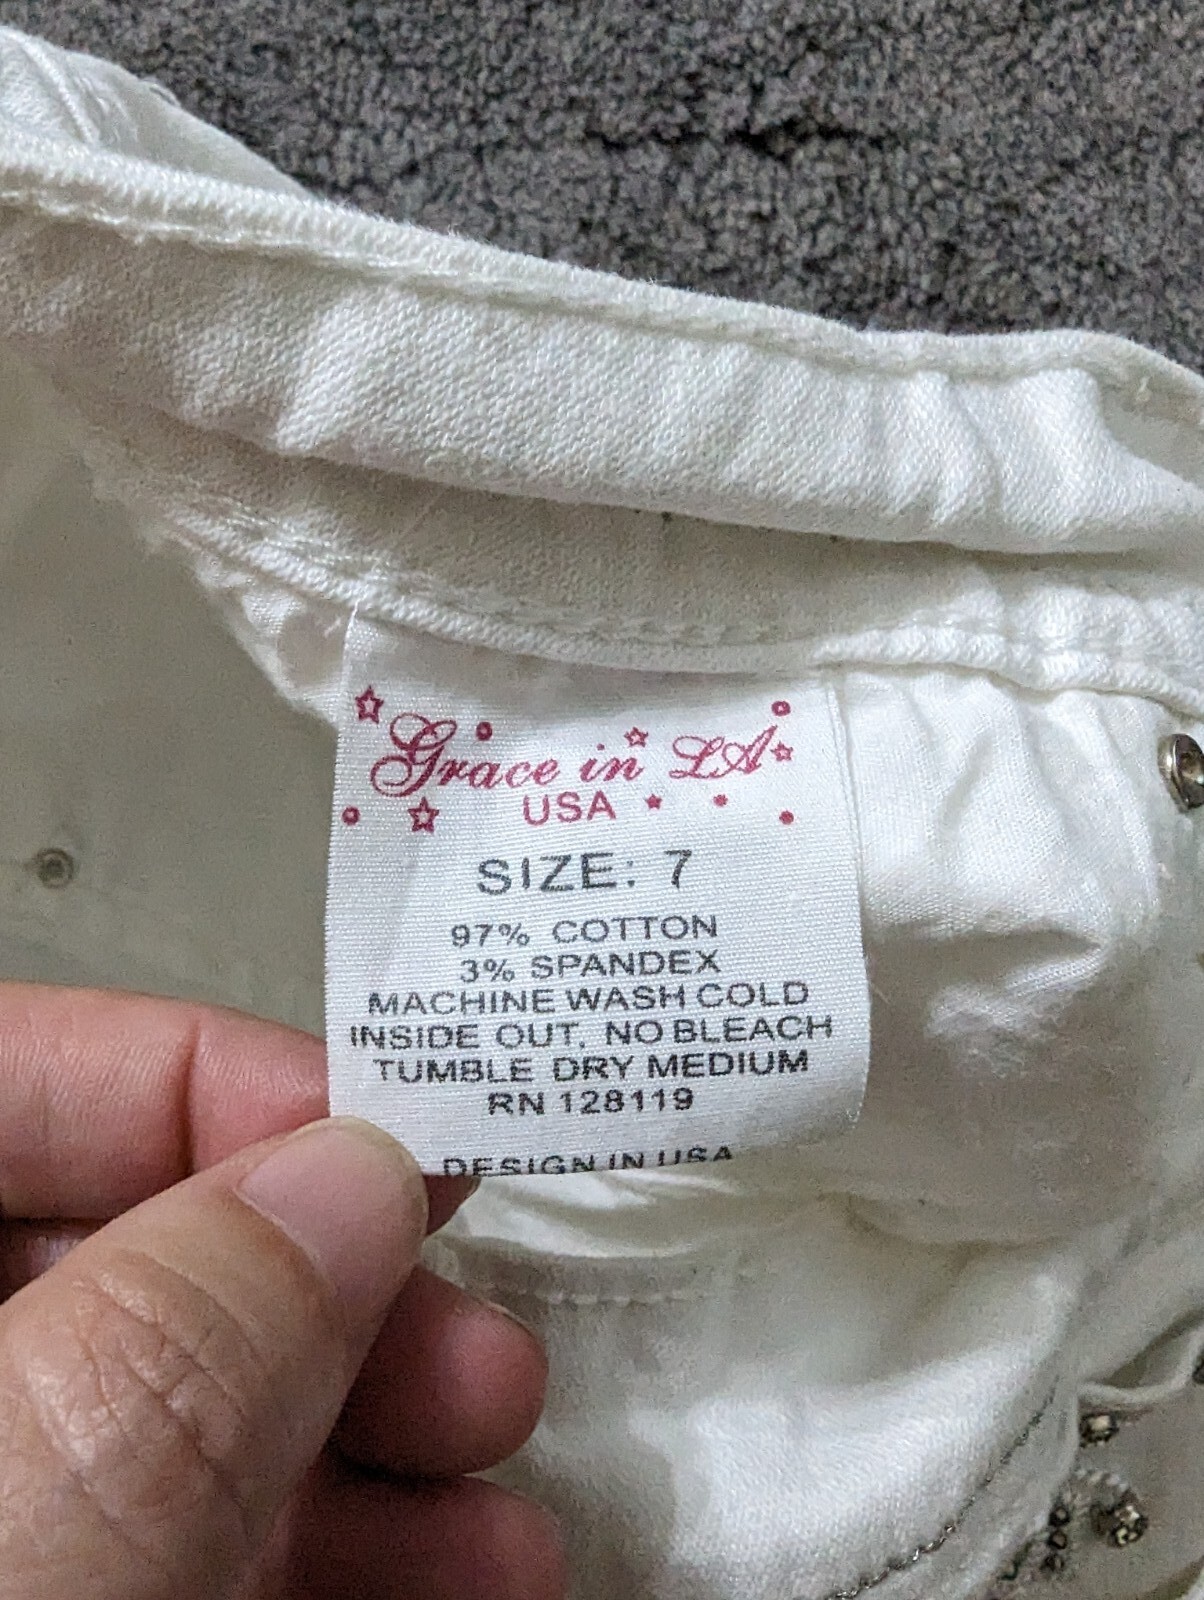 Grace in LA
USA
SIZE: 7
97% COTTON
3% SPANDEX
MACHINE WASH COLD
INSIDE OUT, NO BLEACH
TUMBLE DRY MEDIUM
RN 128119
DESIGN IN USA